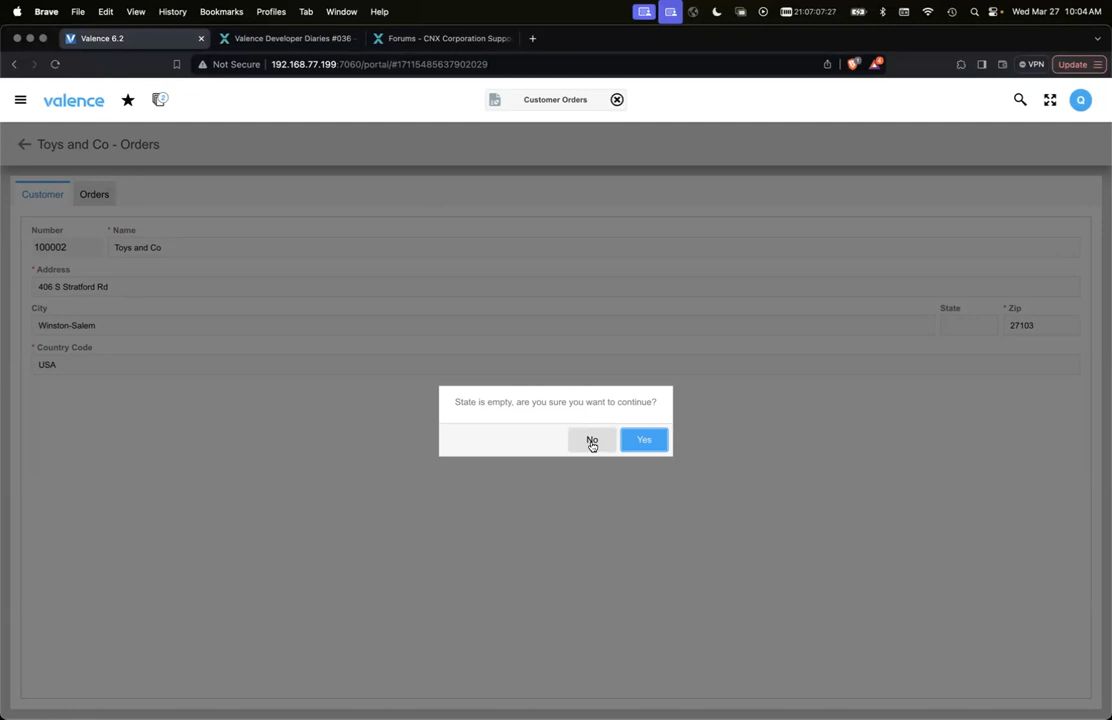 Brave File Edit View History Bookmarks Profiles Tab Window Help 21:07:07:27 Wed Mar 27 10:04 AM
Valence 6.2 Valence Developer Diaries #036 - Forums - CNX Corporation Suppo
Not Secure 192.168.77.199:7060/portal/#17115485637902029 VPN Update
valence 2 Customer Orders Q
Toys and Co - Orders
Customer Orders
Number * Name
100002 Toys and Co
* Address
406 S Stratford Rd
City State * Zip
Winston-Salem 27103
* Country Code
USA
State is empty, are you sure you want to continue?
No Yes